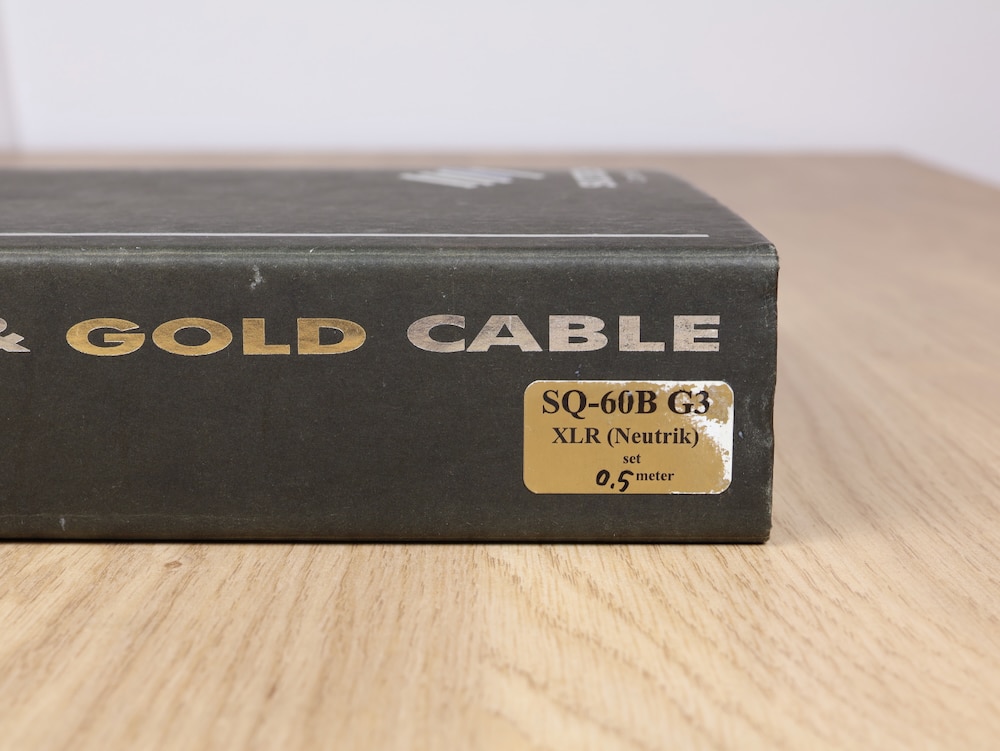 & GOLD CABLE
SQ-60B G3
XLR (Neutrik)
set
0.5 meter